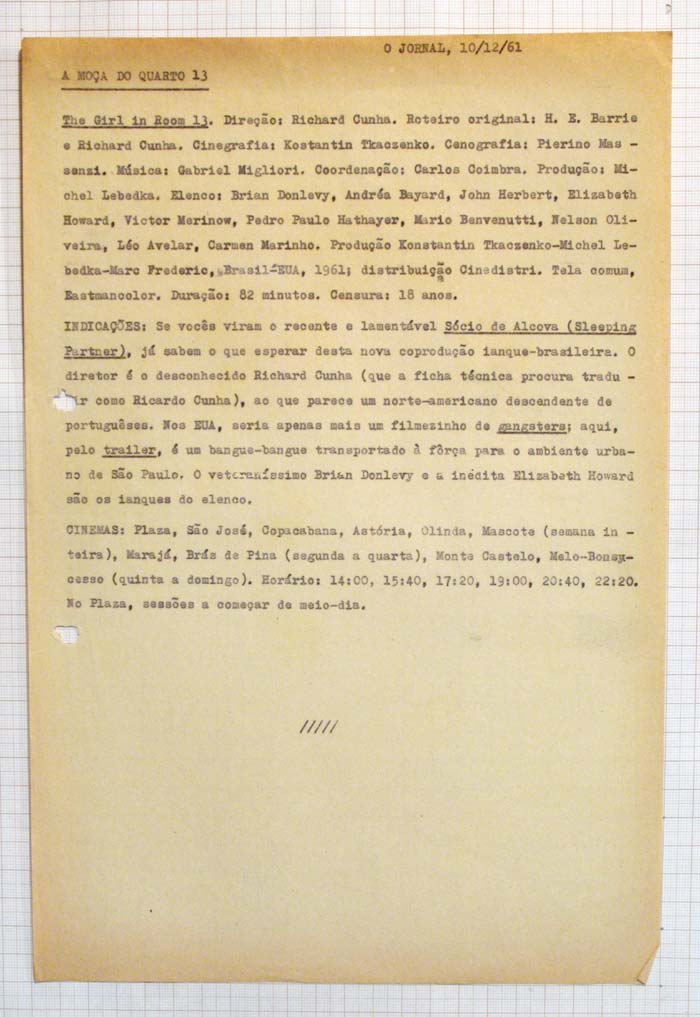 O JORNAL, 10/12/61
A MOÇA DO QUARTO 13
The Girl in Room 13. Direção: Richard Cunha. Roteiro original: H. E. Barrie
e Richard Cunha. Cinegrafia: Kostantin Tkaczenko. Cenografia: Pierino Mas -
senzi. Música: Gabriel Migliori. Coordenação: Carlos Coimbra. Produção: Mi-
chel Lebedka. Elenco: Brian Donlevy, Andréa Bayard, John Herbert, Elizabeth
Howard, Victor Merinow, Pedro Paulo Hathayer, Mario Benvenutti, Nelson Oli-
veira, Léo Avelar, Carmen Marinho. Produção Konstantin Tkaczenko-Michel Le-
bedka-Marc Frederic, Brasil-EUA, 1961; distribuição Cinedistri. Tela comum,
Eastmancolor. Duração: 82 minutos. Censura: 18 anos.
INDICAÇÕES: Se vocês viram o recente e lamentável Sócio de Alcova (Sleeping
Partner), já sabem o que esperar desta nova coprodução ianque-brasileira. O
diretor é o desconhecido Richard Cunha (que a ficha técnica procura tradu -
ir como Ricardo Cunha), ao que parece um norte-americano descendente de
portuguêses. Nos EUA, seria apenas mais um filmezinho de gangsters; aqui,
pelo trailer, é um bangue-bangue transportado à fôrça para o ambiente urba-
no de São Paulo. O veteraníssimo Brian Donlevy e a inédita Elizabeth Howard
são os ianques do elenco.
CINEMAS: Plaza, São José, Copacabana, Astória, Olinda, Mascote (semana in -
teira), Marajá, Brás de Pina (segunda a quarta), Monte Castelo, Melo-Bonsu-
cesso (quinta a domingo). Horário: 14:00, 15:40, 17:20, 19:00, 20:40, 22:20.
No Plaza, sessões a começar de meio-dia.
/////